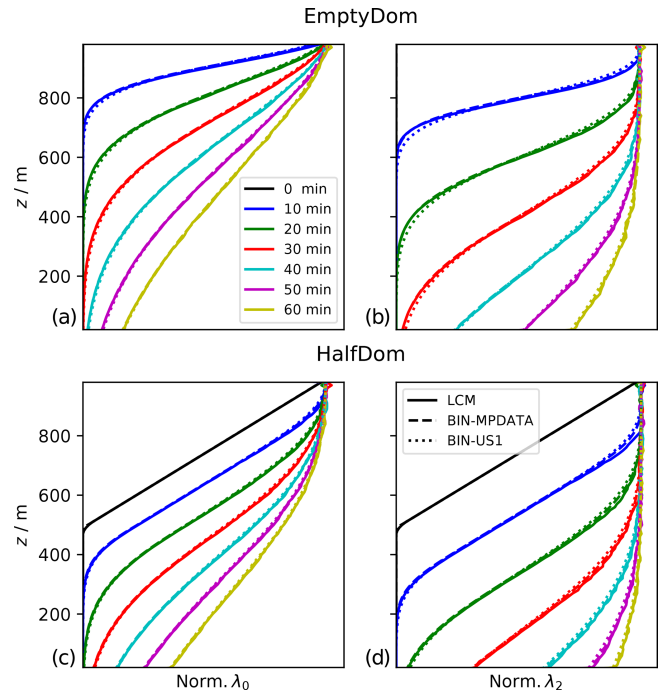 EmptyDom
800
600
400
200
z / m
(a)
0 min
10 min
20 min
30 min
40 min
50 min
60 min
(b)
HalfDom
800
600
400
200
z / m
(c)
Norm. λ0
LCM
BIN-MPDATA
BIN-US1
(d)
Norm. λ2